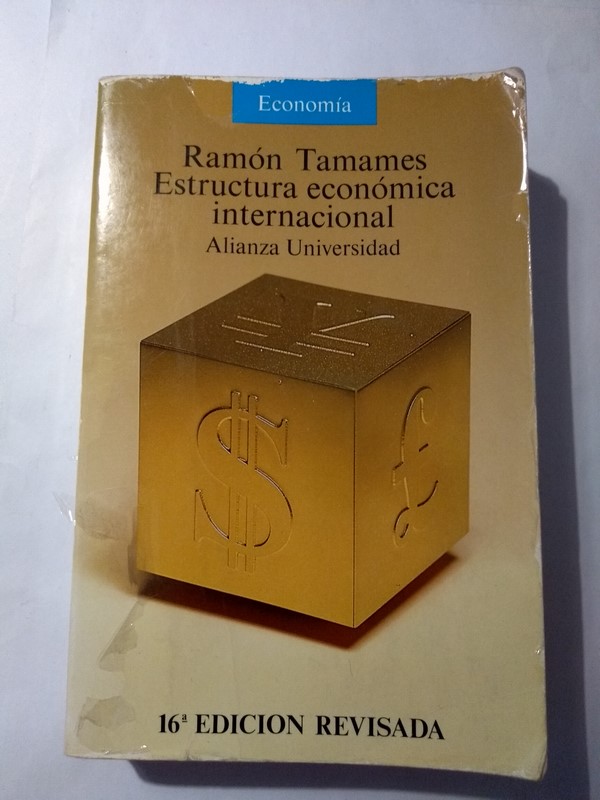 Economía
Ramón Tamames
Estructura económica
internacional
Alianza Universidad
¥
$
£
16ª EDICION REVISADA